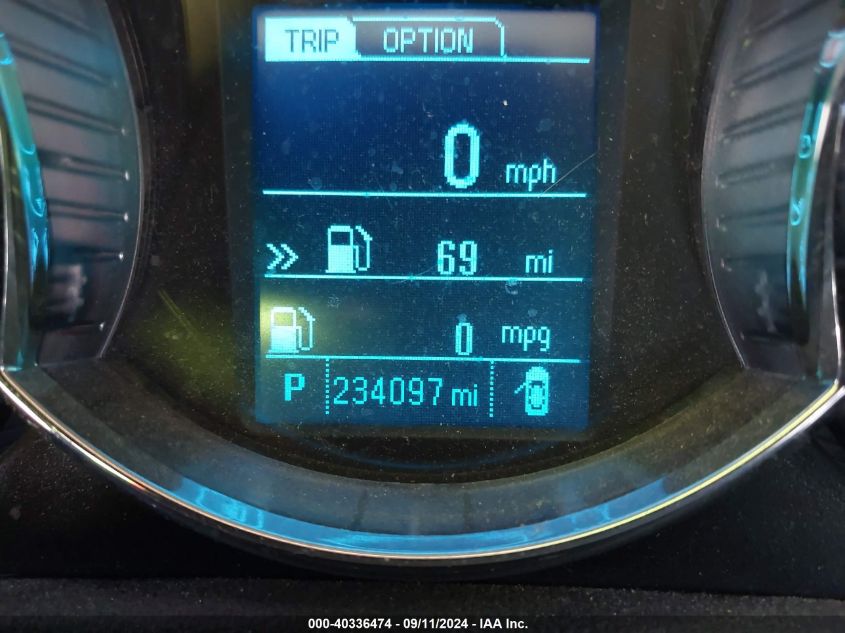 TRIP OPTION
0 mph
69 mi
0 mpg
P 234097 mi
000-40336474 - 09/11/2024 - IAA Inc.